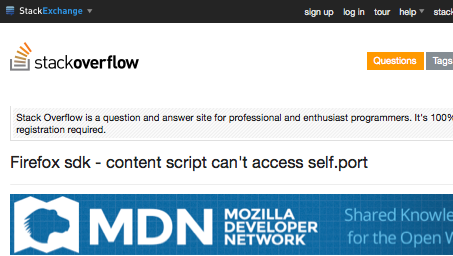 StackExchange
sign up log in tour help stack
stackoverflow
Questions Tags
Stack Overflow is a question and answer site for professional and enthusiast programmers. It's 100%
registration required.
Firefox sdk - content script can't access self.port
MDN MOZILLA
DEVELOPER
NETWORK
Shared Knowle
for the Open W